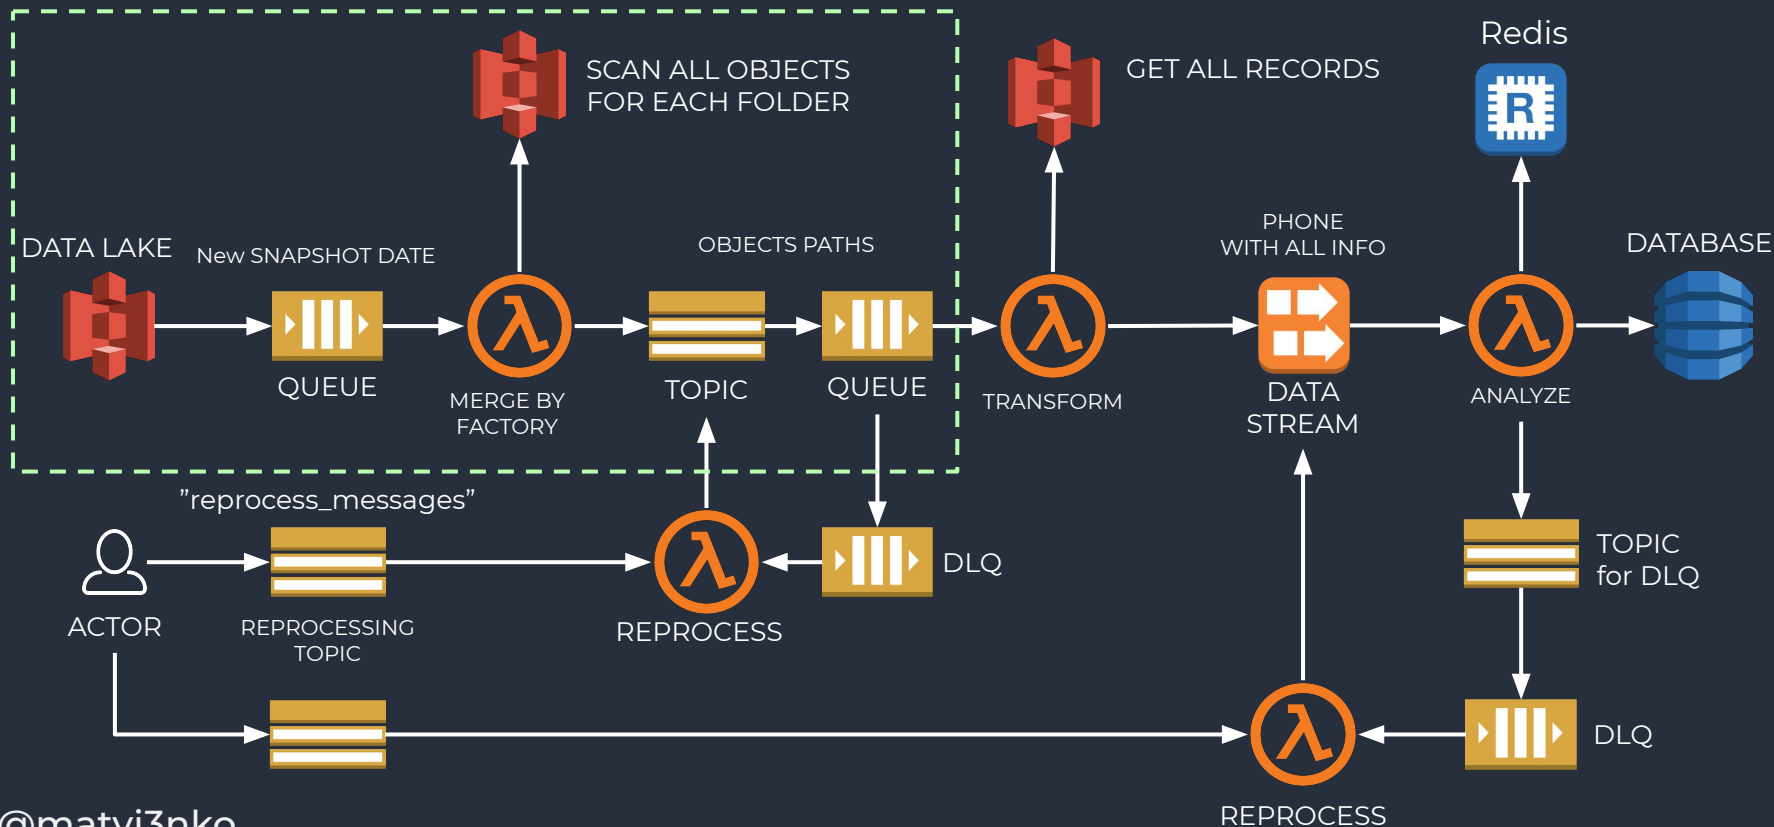 Redis
SCAN ALL OBJECTS
FOR EACH FOLDER
GET ALL RECORDS
R
DATA LAKE
New SNAPSHOT DATE
OBJECTS PATHS
PHONE
WITH ALL INFO
DATABASE
QUEUE
MERGE BY
FACTORY
TOPIC
QUEUE
TRANSFORM
DATA
STREAM
ANALYZE
”reprocess_messages”
ACTOR
REPROCESSING
TOPIC
REPROCESS
DLQ
TOPIC
for DLQ
DLQ
REPROCESS
@matvi3nko